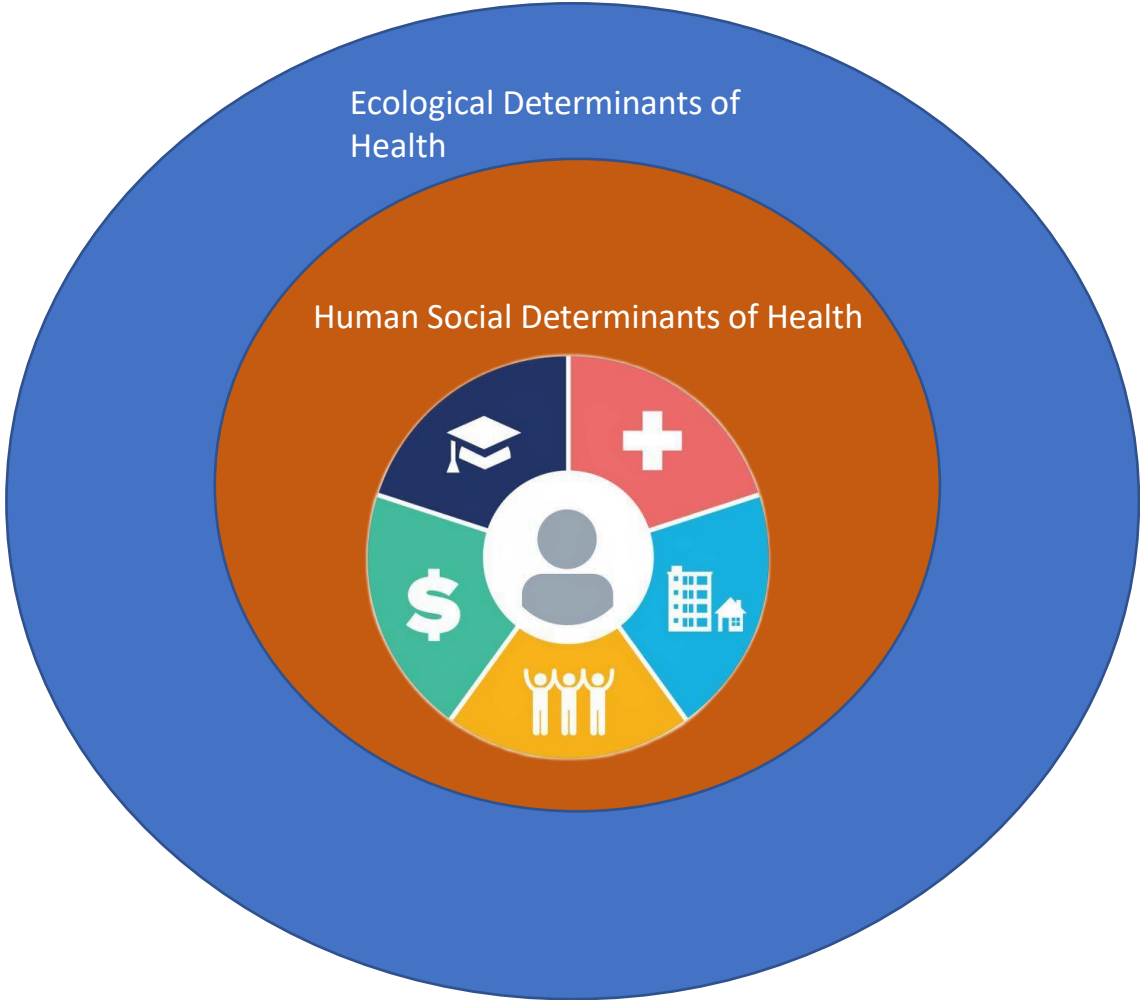 Ecological Determinants of
Health
Human Social Determinants of Health
$